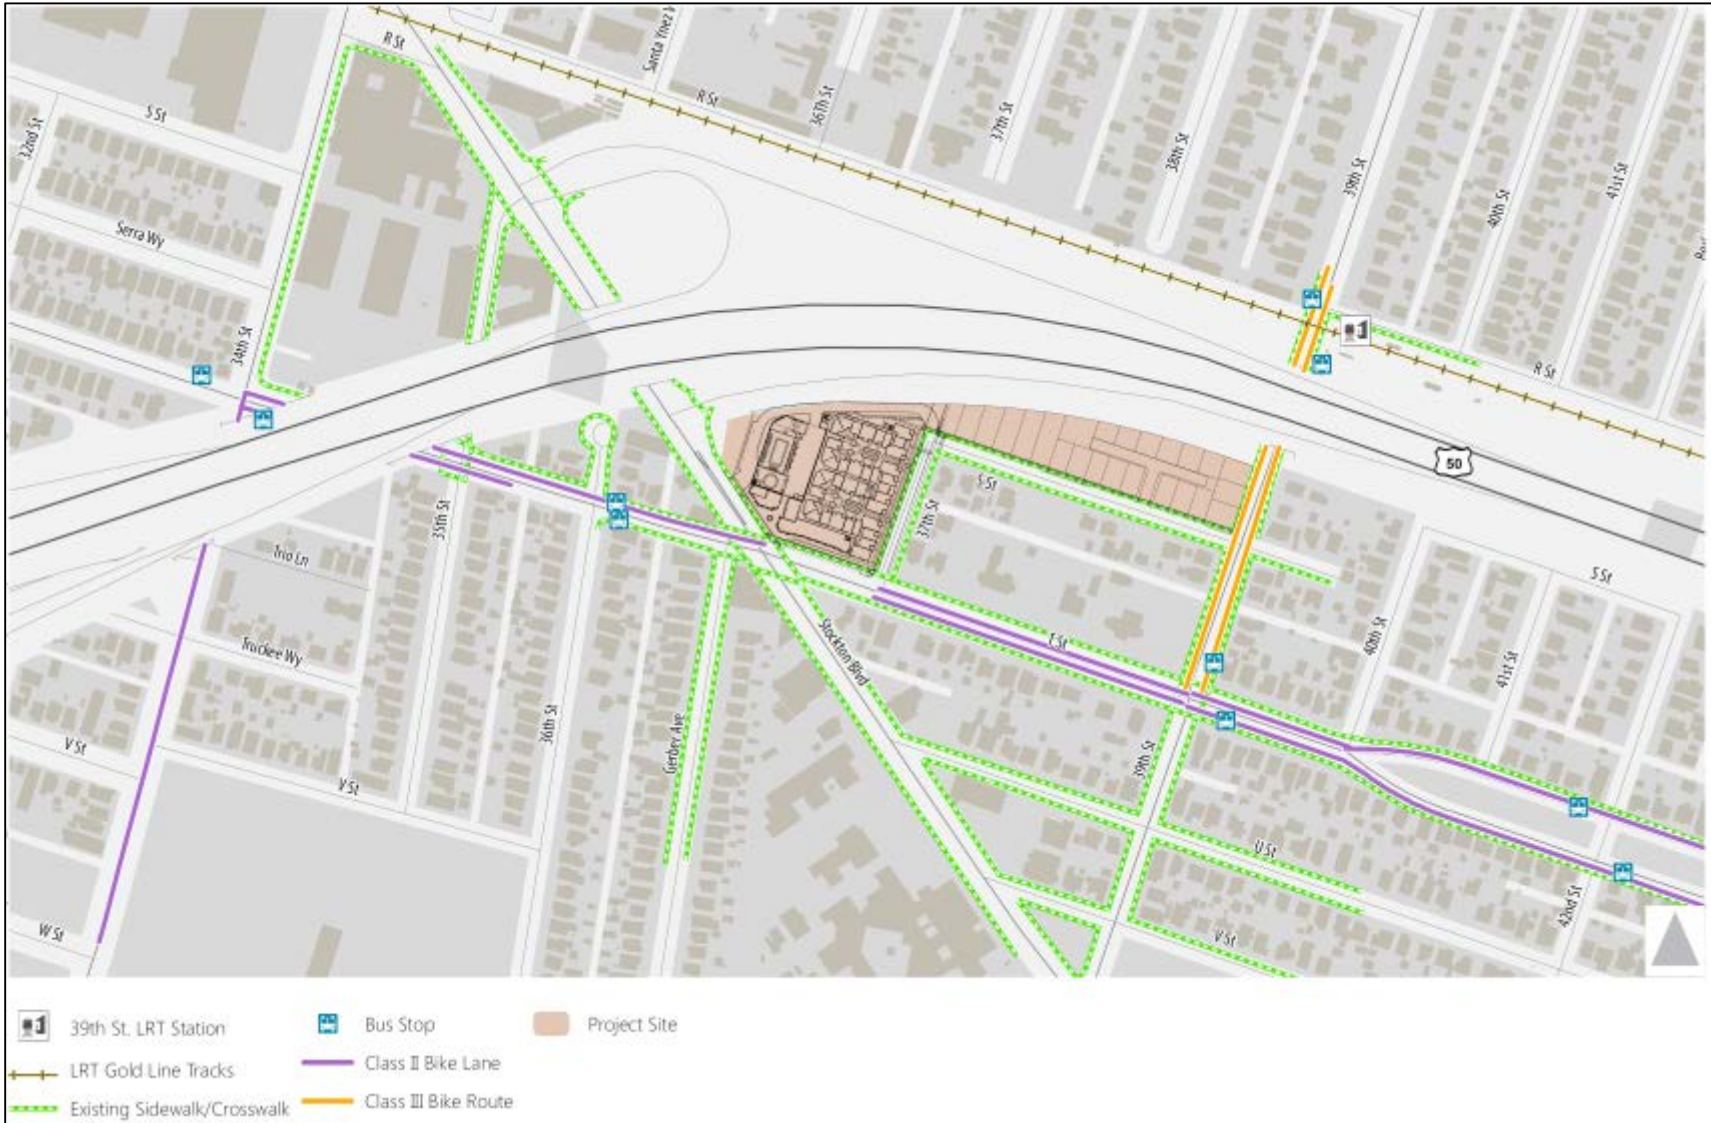 R St
Santa Ynez
R St
36Th St
37th St
38th St
39th St
40th St
41st St
32nd St
S St
Serra Wy
34th St
R St
50
35th St
S St
37th St
Trio Ln
S St
Truckee Wy
Stockton Blvd
T St
40th St
41st St
36th St
Gerber Ave
V St
V St
39th St
U St
42nd St
W St
V St
39th St. LRT Station
Bus Stop
Project Site
LRT Gold Line Tracks
Class II Bike Lane
Existing Sidewalk/Crosswalk
Class III Bike Route